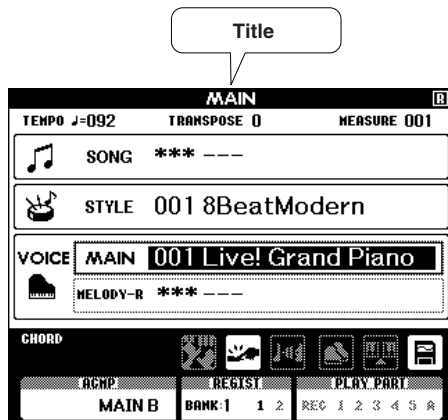 Title
MAIN R
TEMPO ♩=092 TRANSPOSE 0 MEASURE 001
SONG *** ---
STYLE 001 8BeatModern
VOICE MAIN 001 Live! Grand Piano
MELODY-R *** ---
CHORD
ACMP REGIST PLAY PART
MAIN B BANK:1 1 2 REC 1 2 3 4 5 A